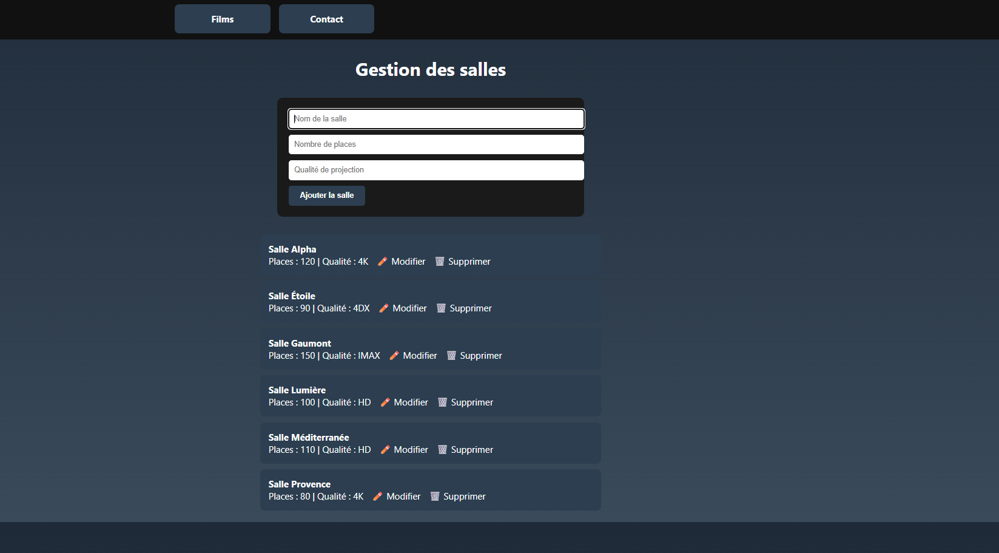 Films Contact
Gestion des salles
Nom de la salle
Nombre de places
Qualité de projection
Ajouter la salle
Salle Alpha
Places : 120 | Qualité : 4K Modifier Supprimer
Salle Étoile
Places : 90 | Qualité : 4DX Modifier Supprimer
Salle Gaumont
Places : 150 | Qualité : IMAX Modifier Supprimer
Salle Lumière
Places : 100 | Qualité : HD Modifier Supprimer
Salle Méditerranée
Places : 110 | Qualité : HD Modifier Supprimer
Salle Provence
Places : 80 | Qualité : 4K Modifier Supprimer